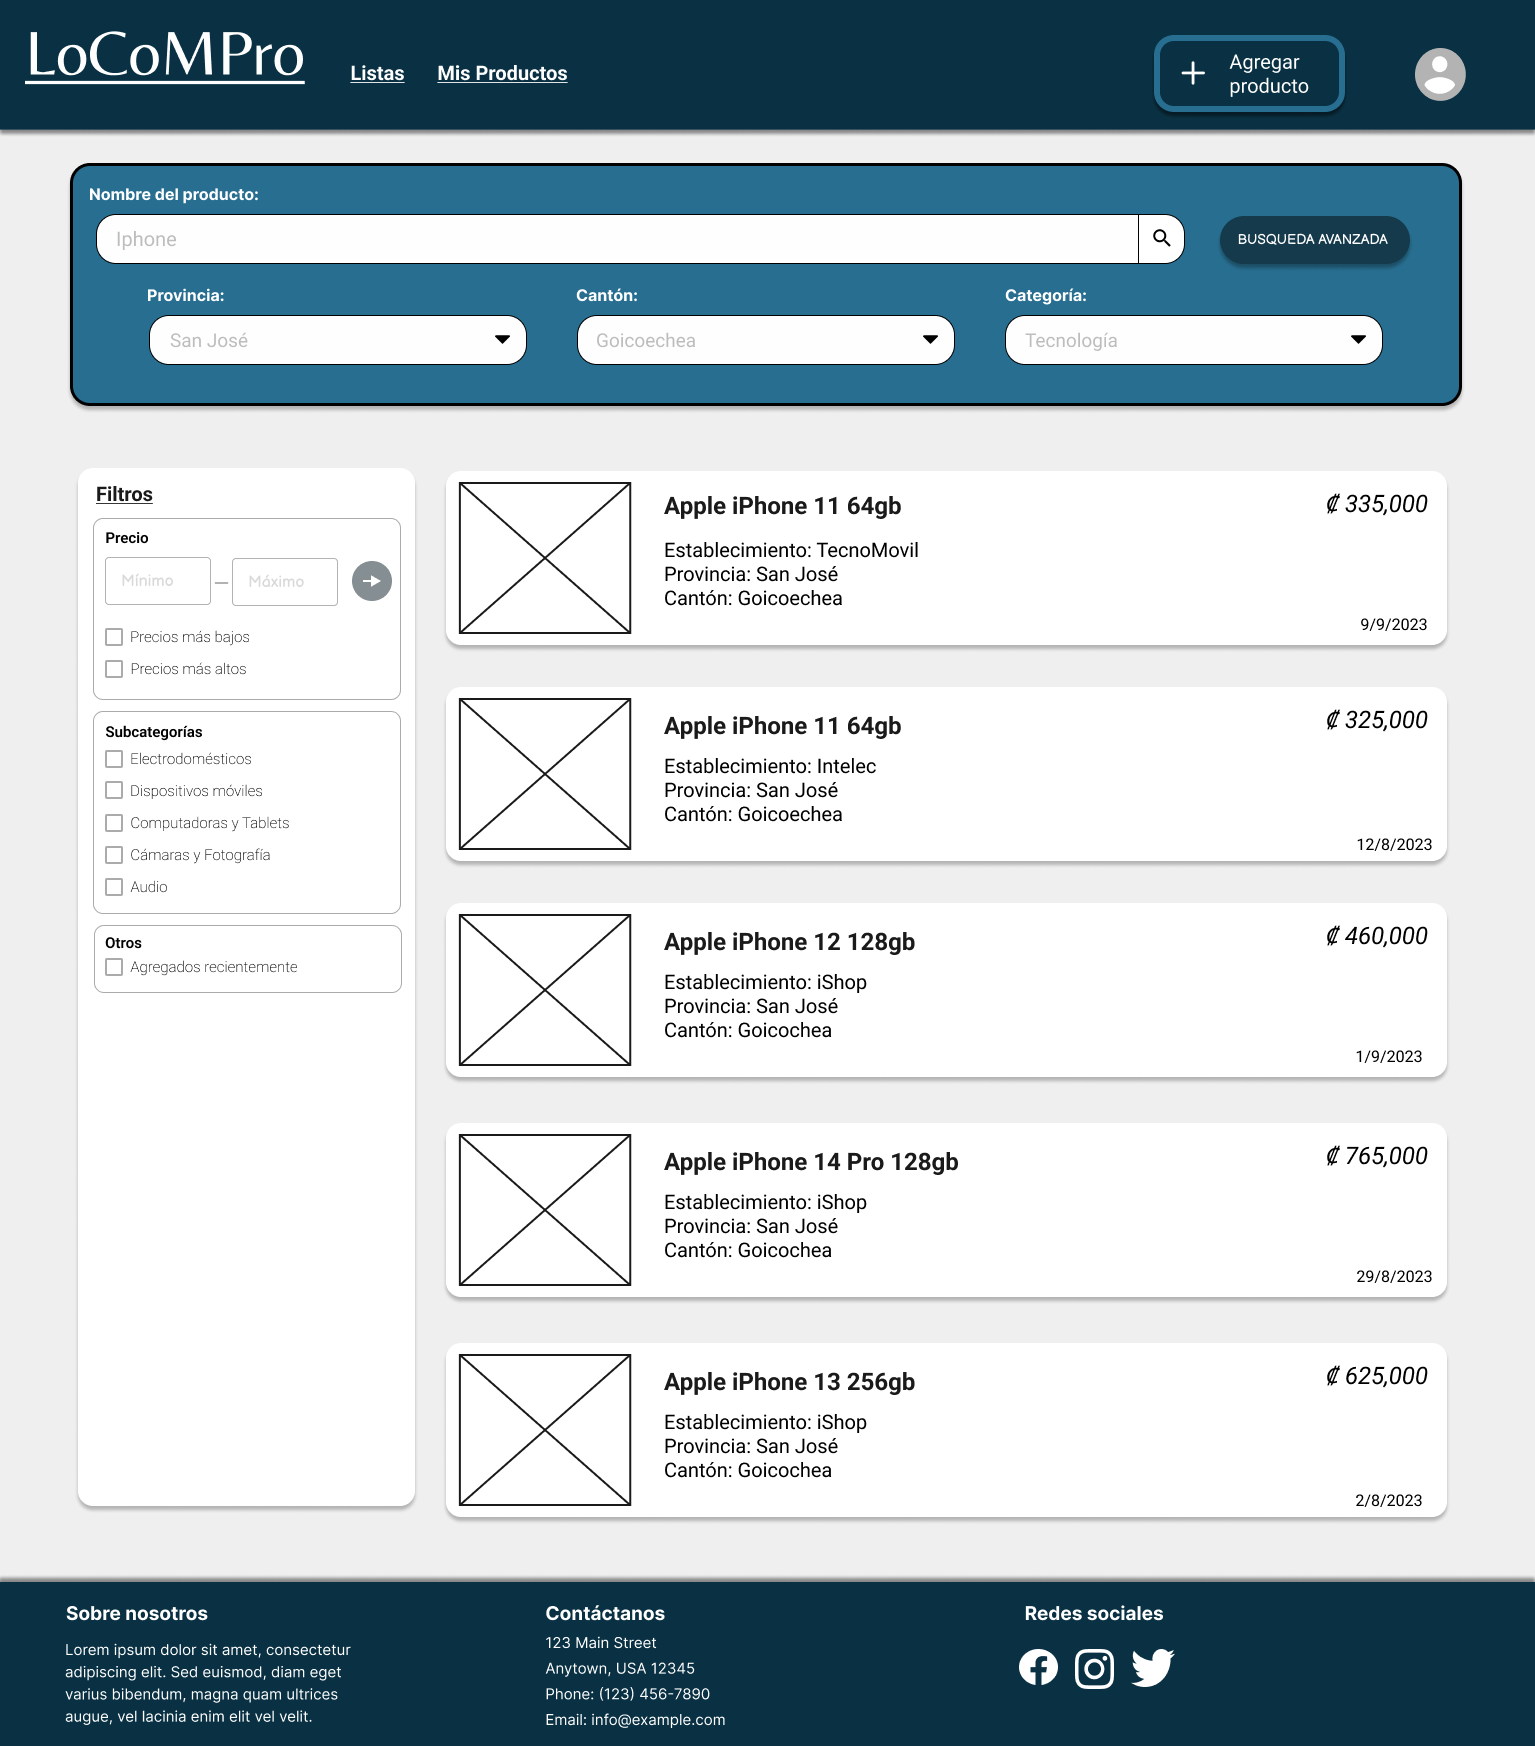 LoCoMPro
Listas
Mis Productos
Agregar
producto
Nombre del producto:
Iphone
BUSQUEDA AVANZADA
Provincia:
Cantón:
Categoría:
San José
Goicoechea
Tecnología
Filtros
Precio
Mínimo
Máximo
Precios más bajos
Precios más altos
Subcategorías
Electrodomésticos
Dispositivos móviles
Computadoras y Tablets
Cámaras y Fotografía
Audio
Otros
Agregados recientemente
Apple iPhone 11 64gb
₡ 335,000
Establecimiento: TecnoMovil
Provincia: San José
Cantón: Goicoechea
9/9/2023
Apple iPhone 11 64gb
₡ 325,000
Establecimiento: Intelec
Provincia: San José
Cantón: Goicoechea
12/8/2023
Apple iPhone 12 128gb
₡ 460,000
Establecimiento: iShop
Provincia: San José
Cantón: Goicochea
1/9/2023
Apple iPhone 14 Pro 128gb
₡ 765,000
Establecimiento: iShop
Provincia: San José
Cantón: Goicochea
29/8/2023
Apple iPhone 13 256gb
₡ 625,000
Establecimiento: iShop
Provincia: San José
Cantón: Goicochea
2/8/2023
Sobre nosotros
Lorem ipsum dolor sit amet, consectetur
adipiscing elit. Sed euismod, diam eget
varius bibendum, magna quam ultrices
augue, vel lacinia enim elit vel velit.
Contáctanos
123 Main Street
Anytown, USA 12345
Phone: (123) 456-7890
Email: info@example.com
Redes sociales